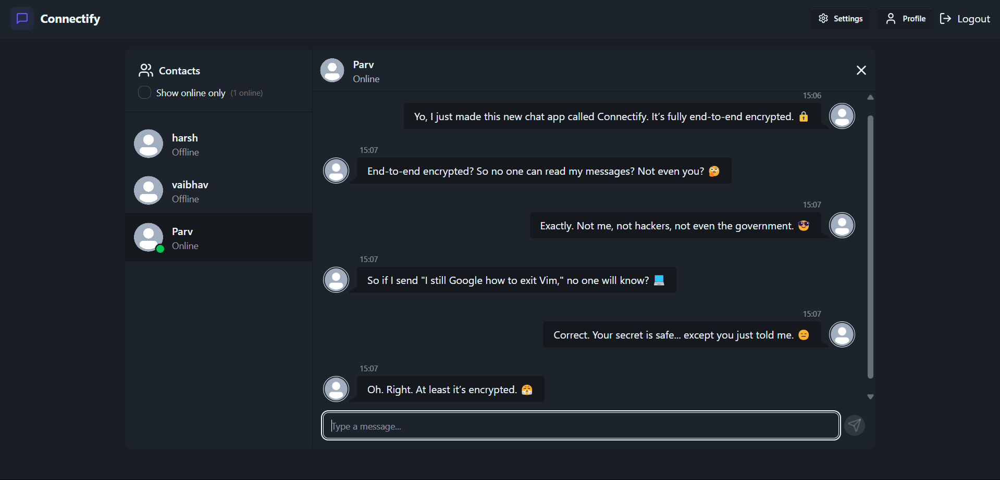 Connectify
Settings
Profile
Logout
Contacts
Show online only (1 online)
harsh
Offline
vaibhav
Offline
Parv
Online
Parv
Online
15:06
Yo, I just made this new chat app called Connectify. It’s fully end-to-end encrypted. 🔒
15:07
End-to-end encrypted? So no one can read my messages? Not even you? 🤔
15:07
Exactly. Not me, not hackers, not even the government. 😎
15:07
So if I send "I still Google how to exit Vim," no one will know? 💻
15:07
Correct. Your secret is safe... except you just told me. 😑
15:07
Oh. Right. At least it’s encrypted. 😤
Type a message...